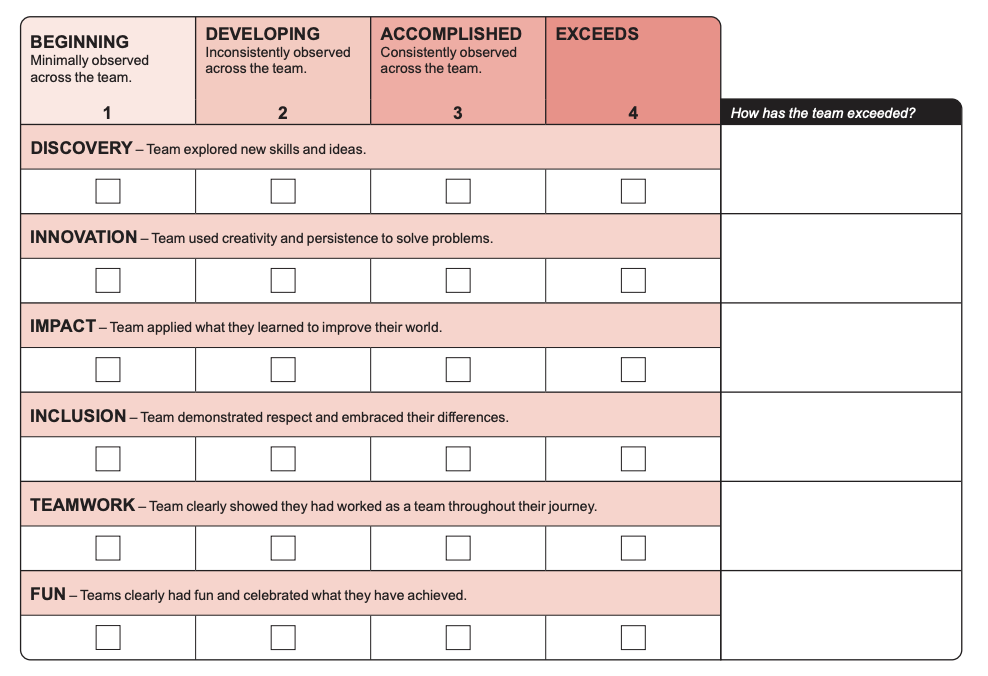 BEGINNING
Minimally observed
across the team.
1
DEVELOPING
Inconsistently observed
across the team.
2
ACCOMPLISHED
Consistently observed
across the team.
3
EXCEEDS
4
How has the team exceeded?
DISCOVERY – Team explored new skills and ideas.
INNOVATION – Team used creativity and persistence to solve problems.
IMPACT – Team applied what they learned to improve their world.
INCLUSION – Team demonstrated respect and embraced their differences.
TEAMWORK – Team clearly showed they had worked as a team throughout their journey.
FUN – Teams clearly had fun and celebrated what they have achieved.